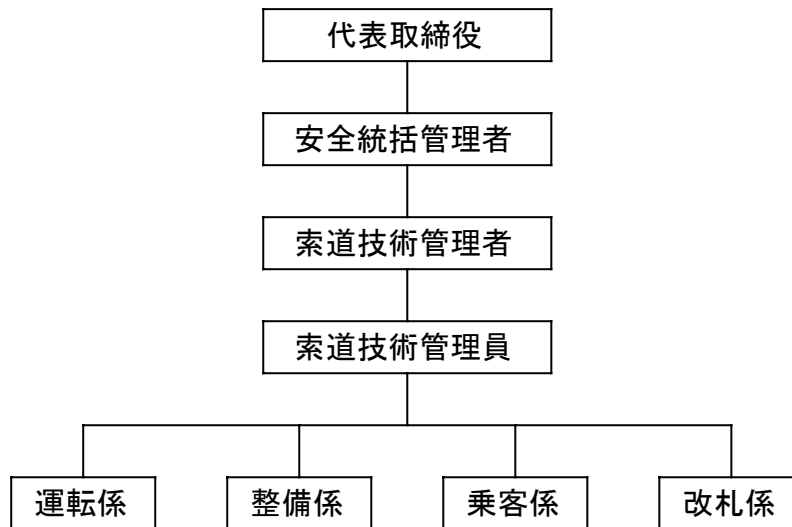 代表取締役
安全統括管理者
索道技術管理者
索道技術管理員
運転係
整備係
乗客係
改札係